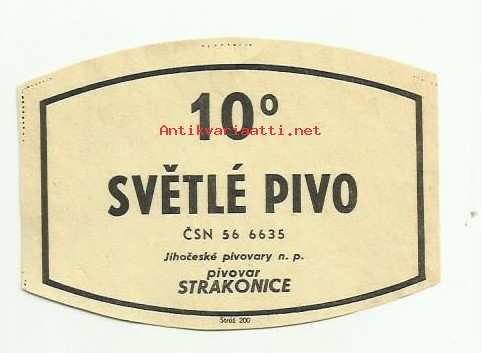 10°
Antikvariaatti.net
SVĚTLÉ PIVO
ČSN 56 6635
Jihočeské pivovary n. p.
pivovar
STRAKONICE